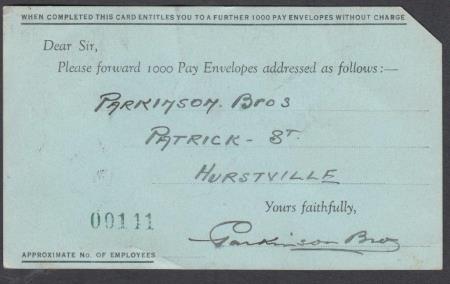 WHEN COMPLETED THIS CARD ENTITLES YOU TO A FURTHER 1000 PAY ENVELOPES WITHOUT CHARGE
Dear Sir,
Please forward 1000 Pay Envelopes addressed as follows:—
PARKINSON. BROS
PATRICK - ST.
HURSTVILLE
Yours faithfully,
00111
Parkinson Bros
APPROXIMATE No. OF EMPLOYEES